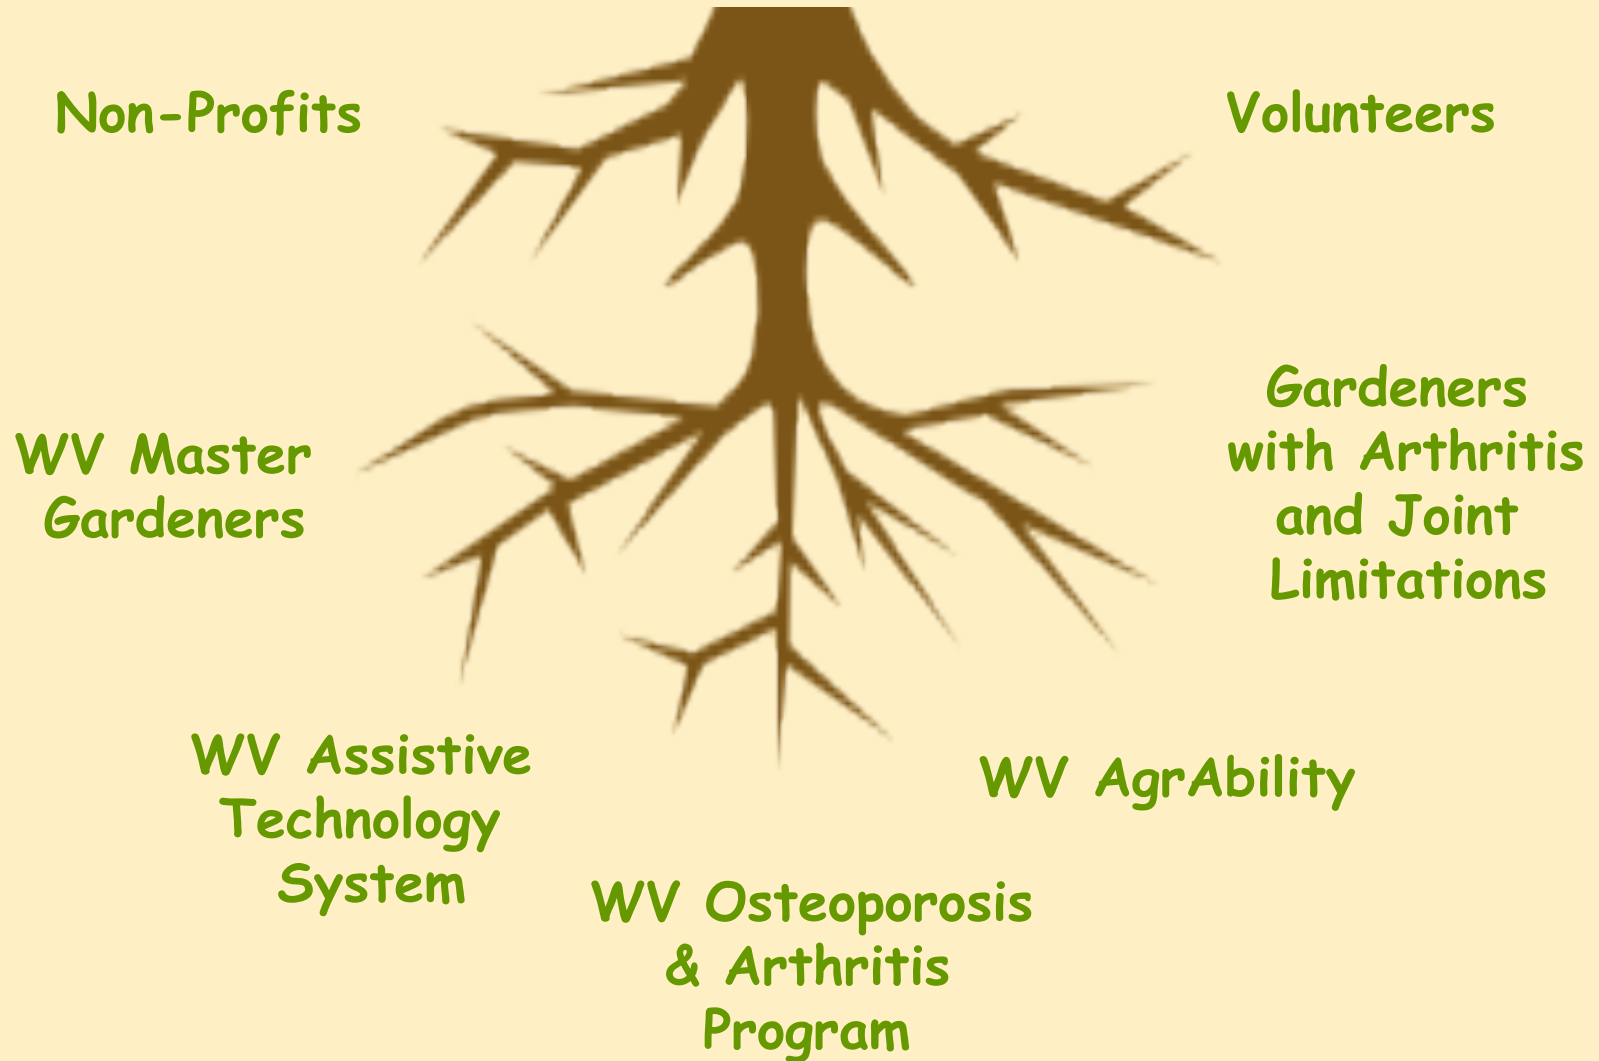 Non-Profits
Volunteers
WV Master
Gardeners
Gardeners
with Arthritis
and Joint
Limitations
WV Assistive
Technology
System
WV AgrAbility
WV Osteoporosis
& Arthritis
Program